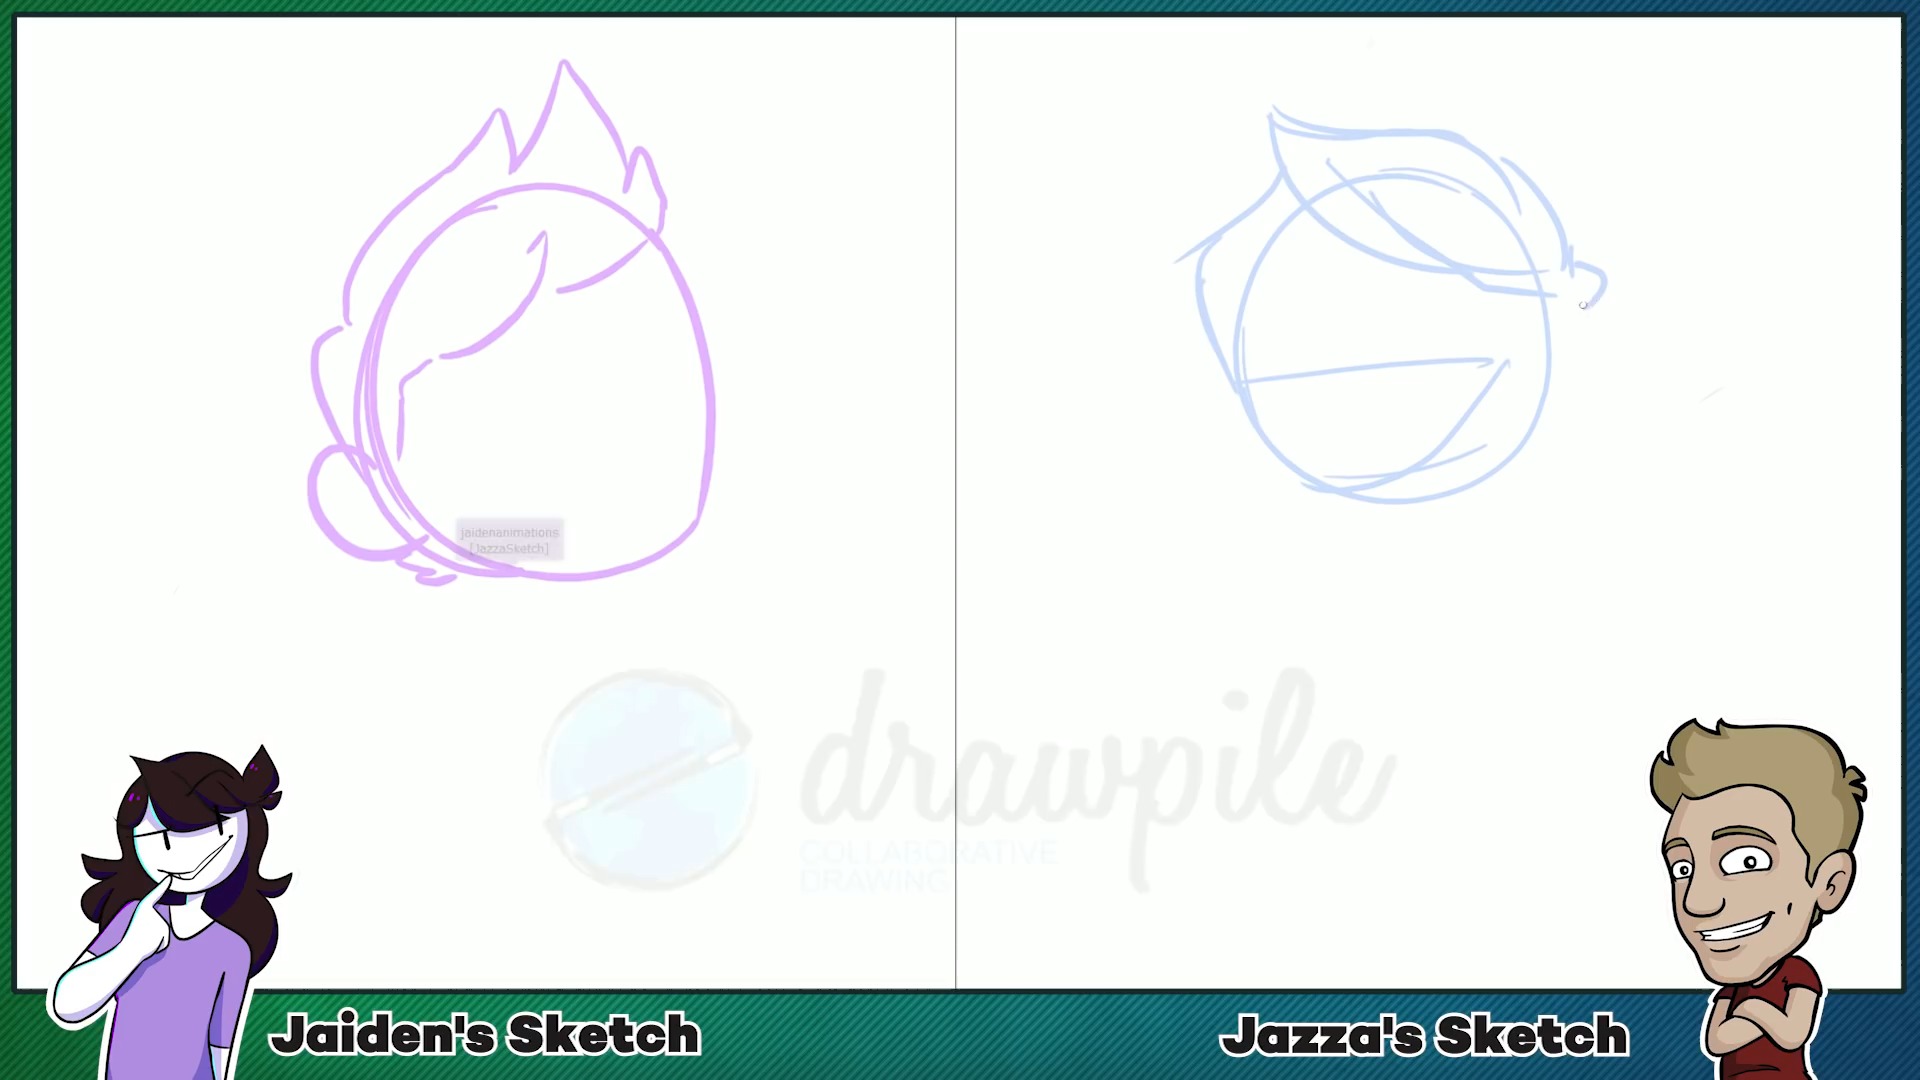 jaidenanimations
[JazzaSketch]
drawpile
COLLABORATIVE
DRAWING
Jaiden's Sketch
Jazza's Sketch